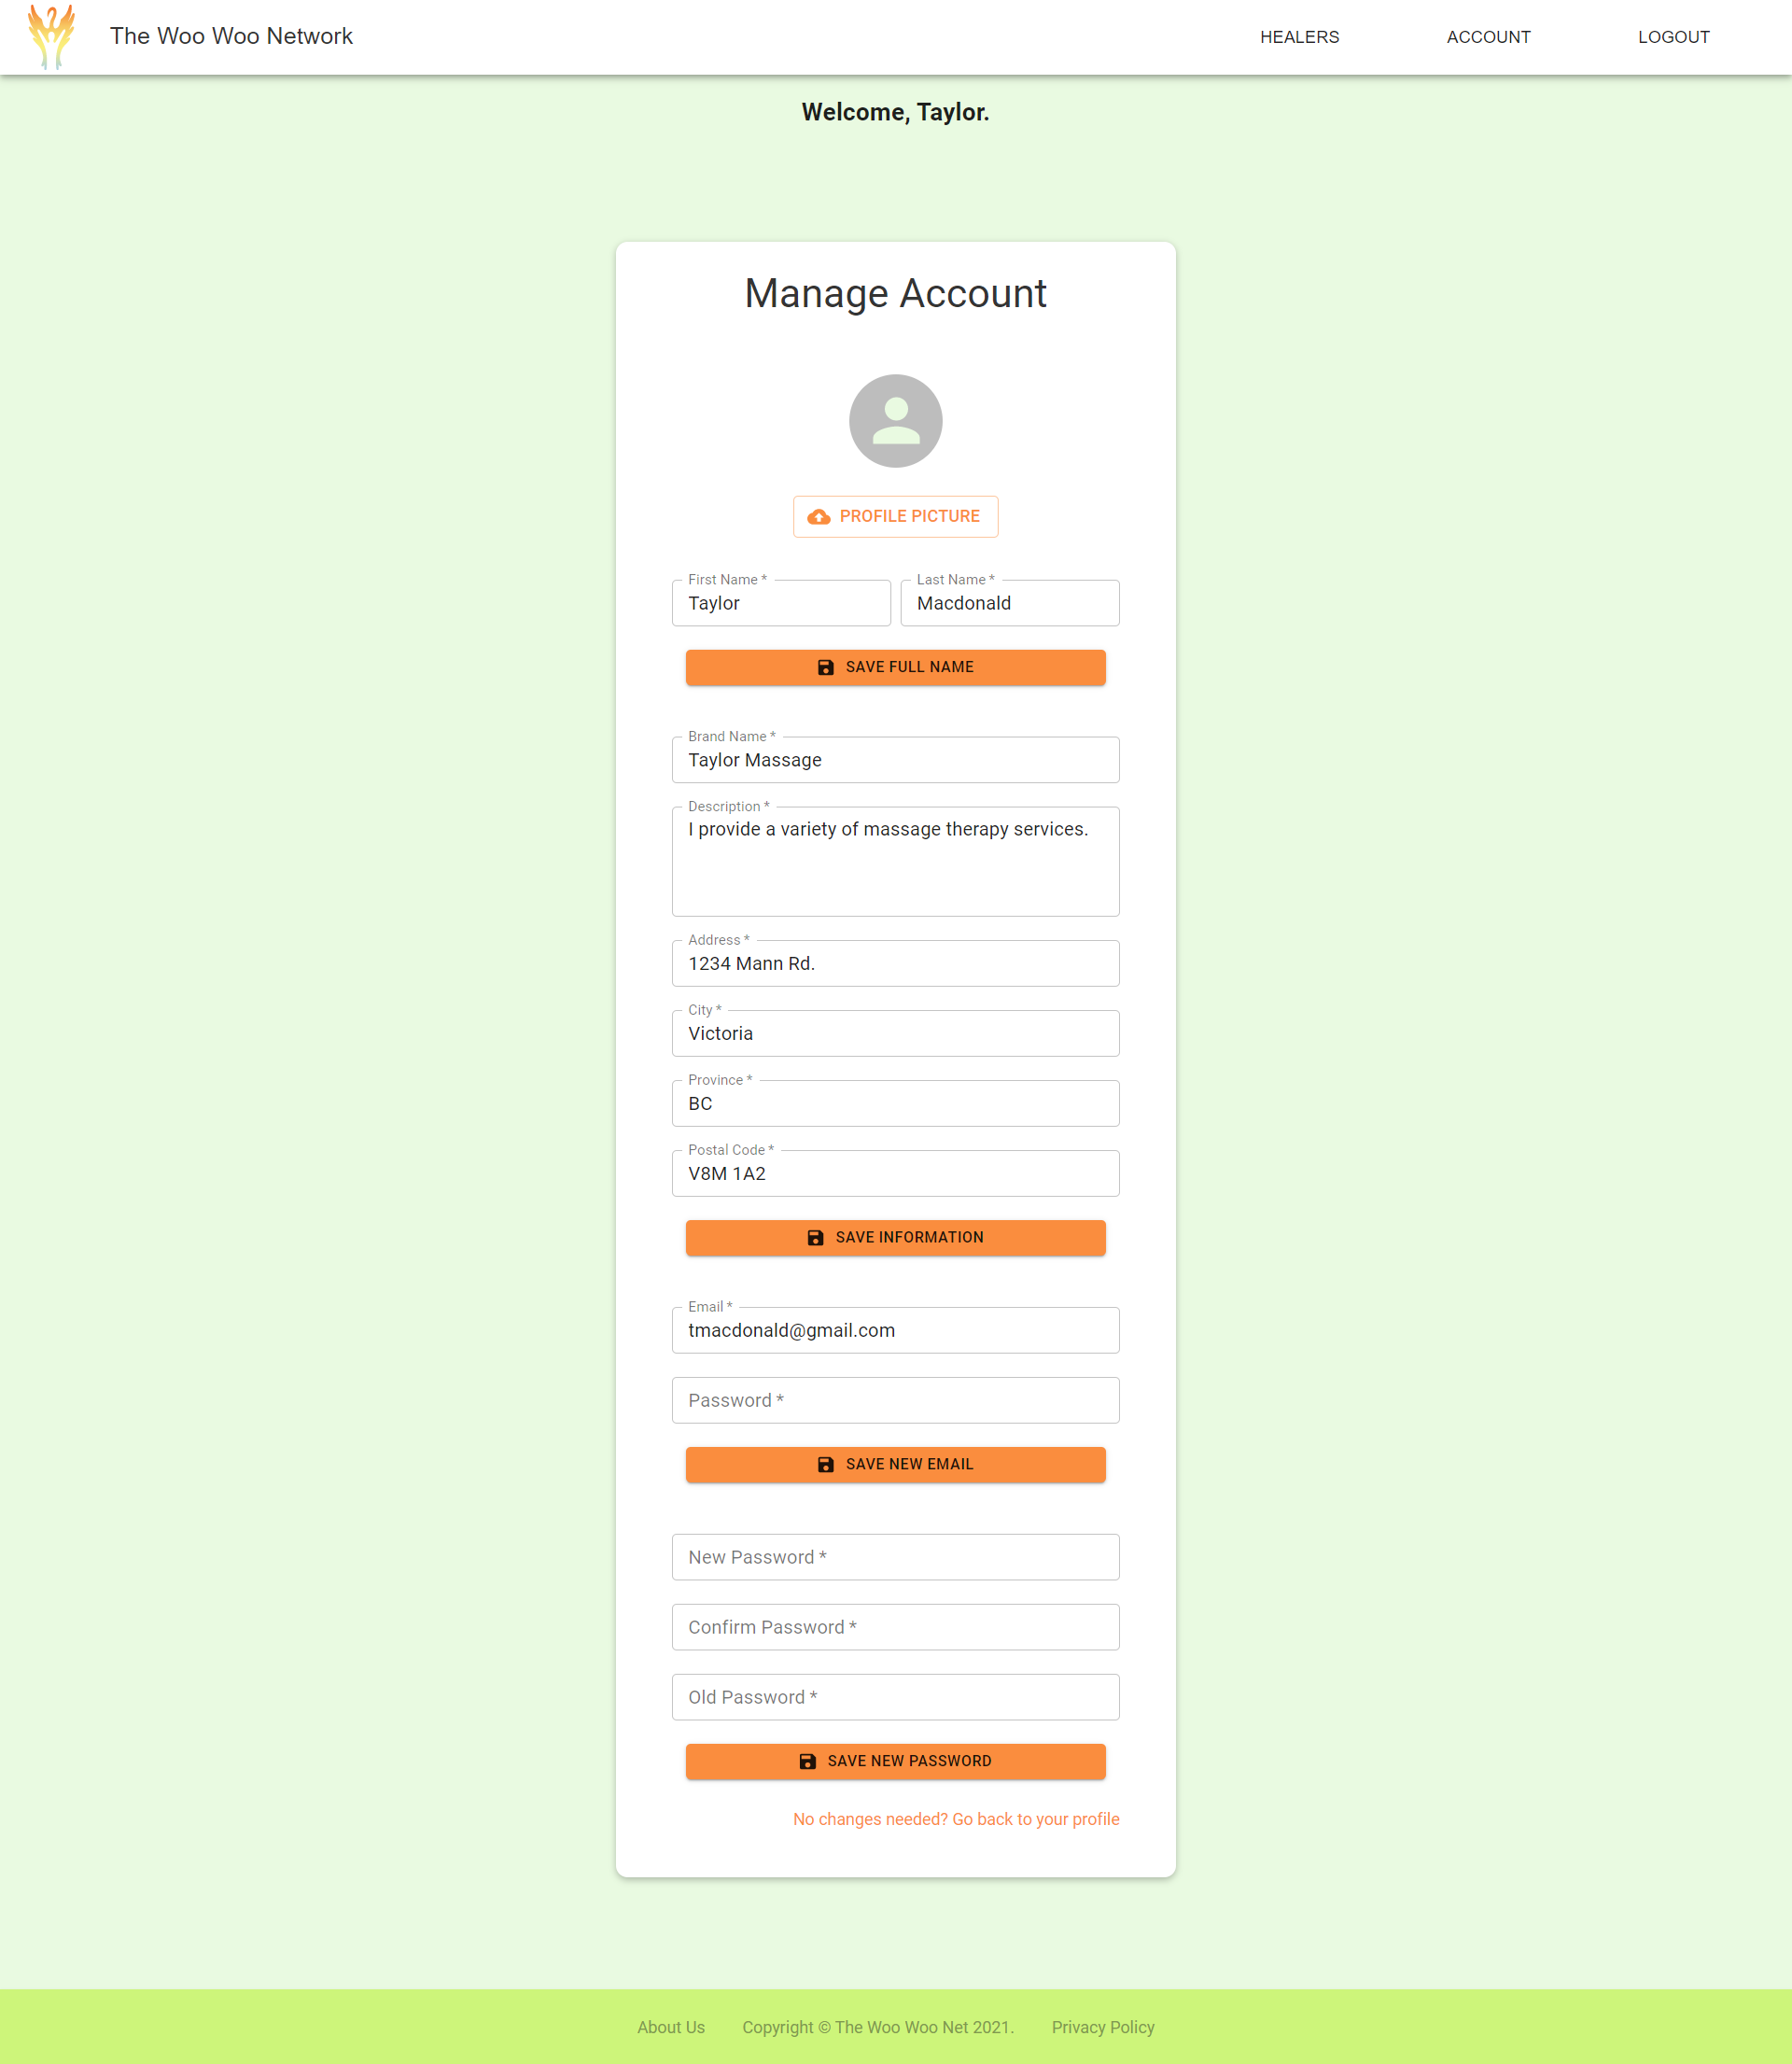 The Woo Woo Network
HEALERS
ACCOUNT
LOGOUT
Welcome, Taylor.
Manage Account
PROFILE PICTURE
First Name *
Taylor
Last Name *
Macdonald
SAVE FULL NAME
Brand Name *
Taylor Massage
Description *
I provide a variety of massage therapy services.
Address *
1234 Mann Rd.
City *
Victoria
Province *
BC
Postal Code *
V8M 1A2
SAVE INFORMATION
Email *
tmacdonald@gmail.com
Password *
SAVE NEW EMAIL
New Password *
Confirm Password *
Old Password *
SAVE NEW PASSWORD
No changes needed? Go back to your profile
About Us
Copyright © The Woo Woo Net 2021.
Privacy Policy